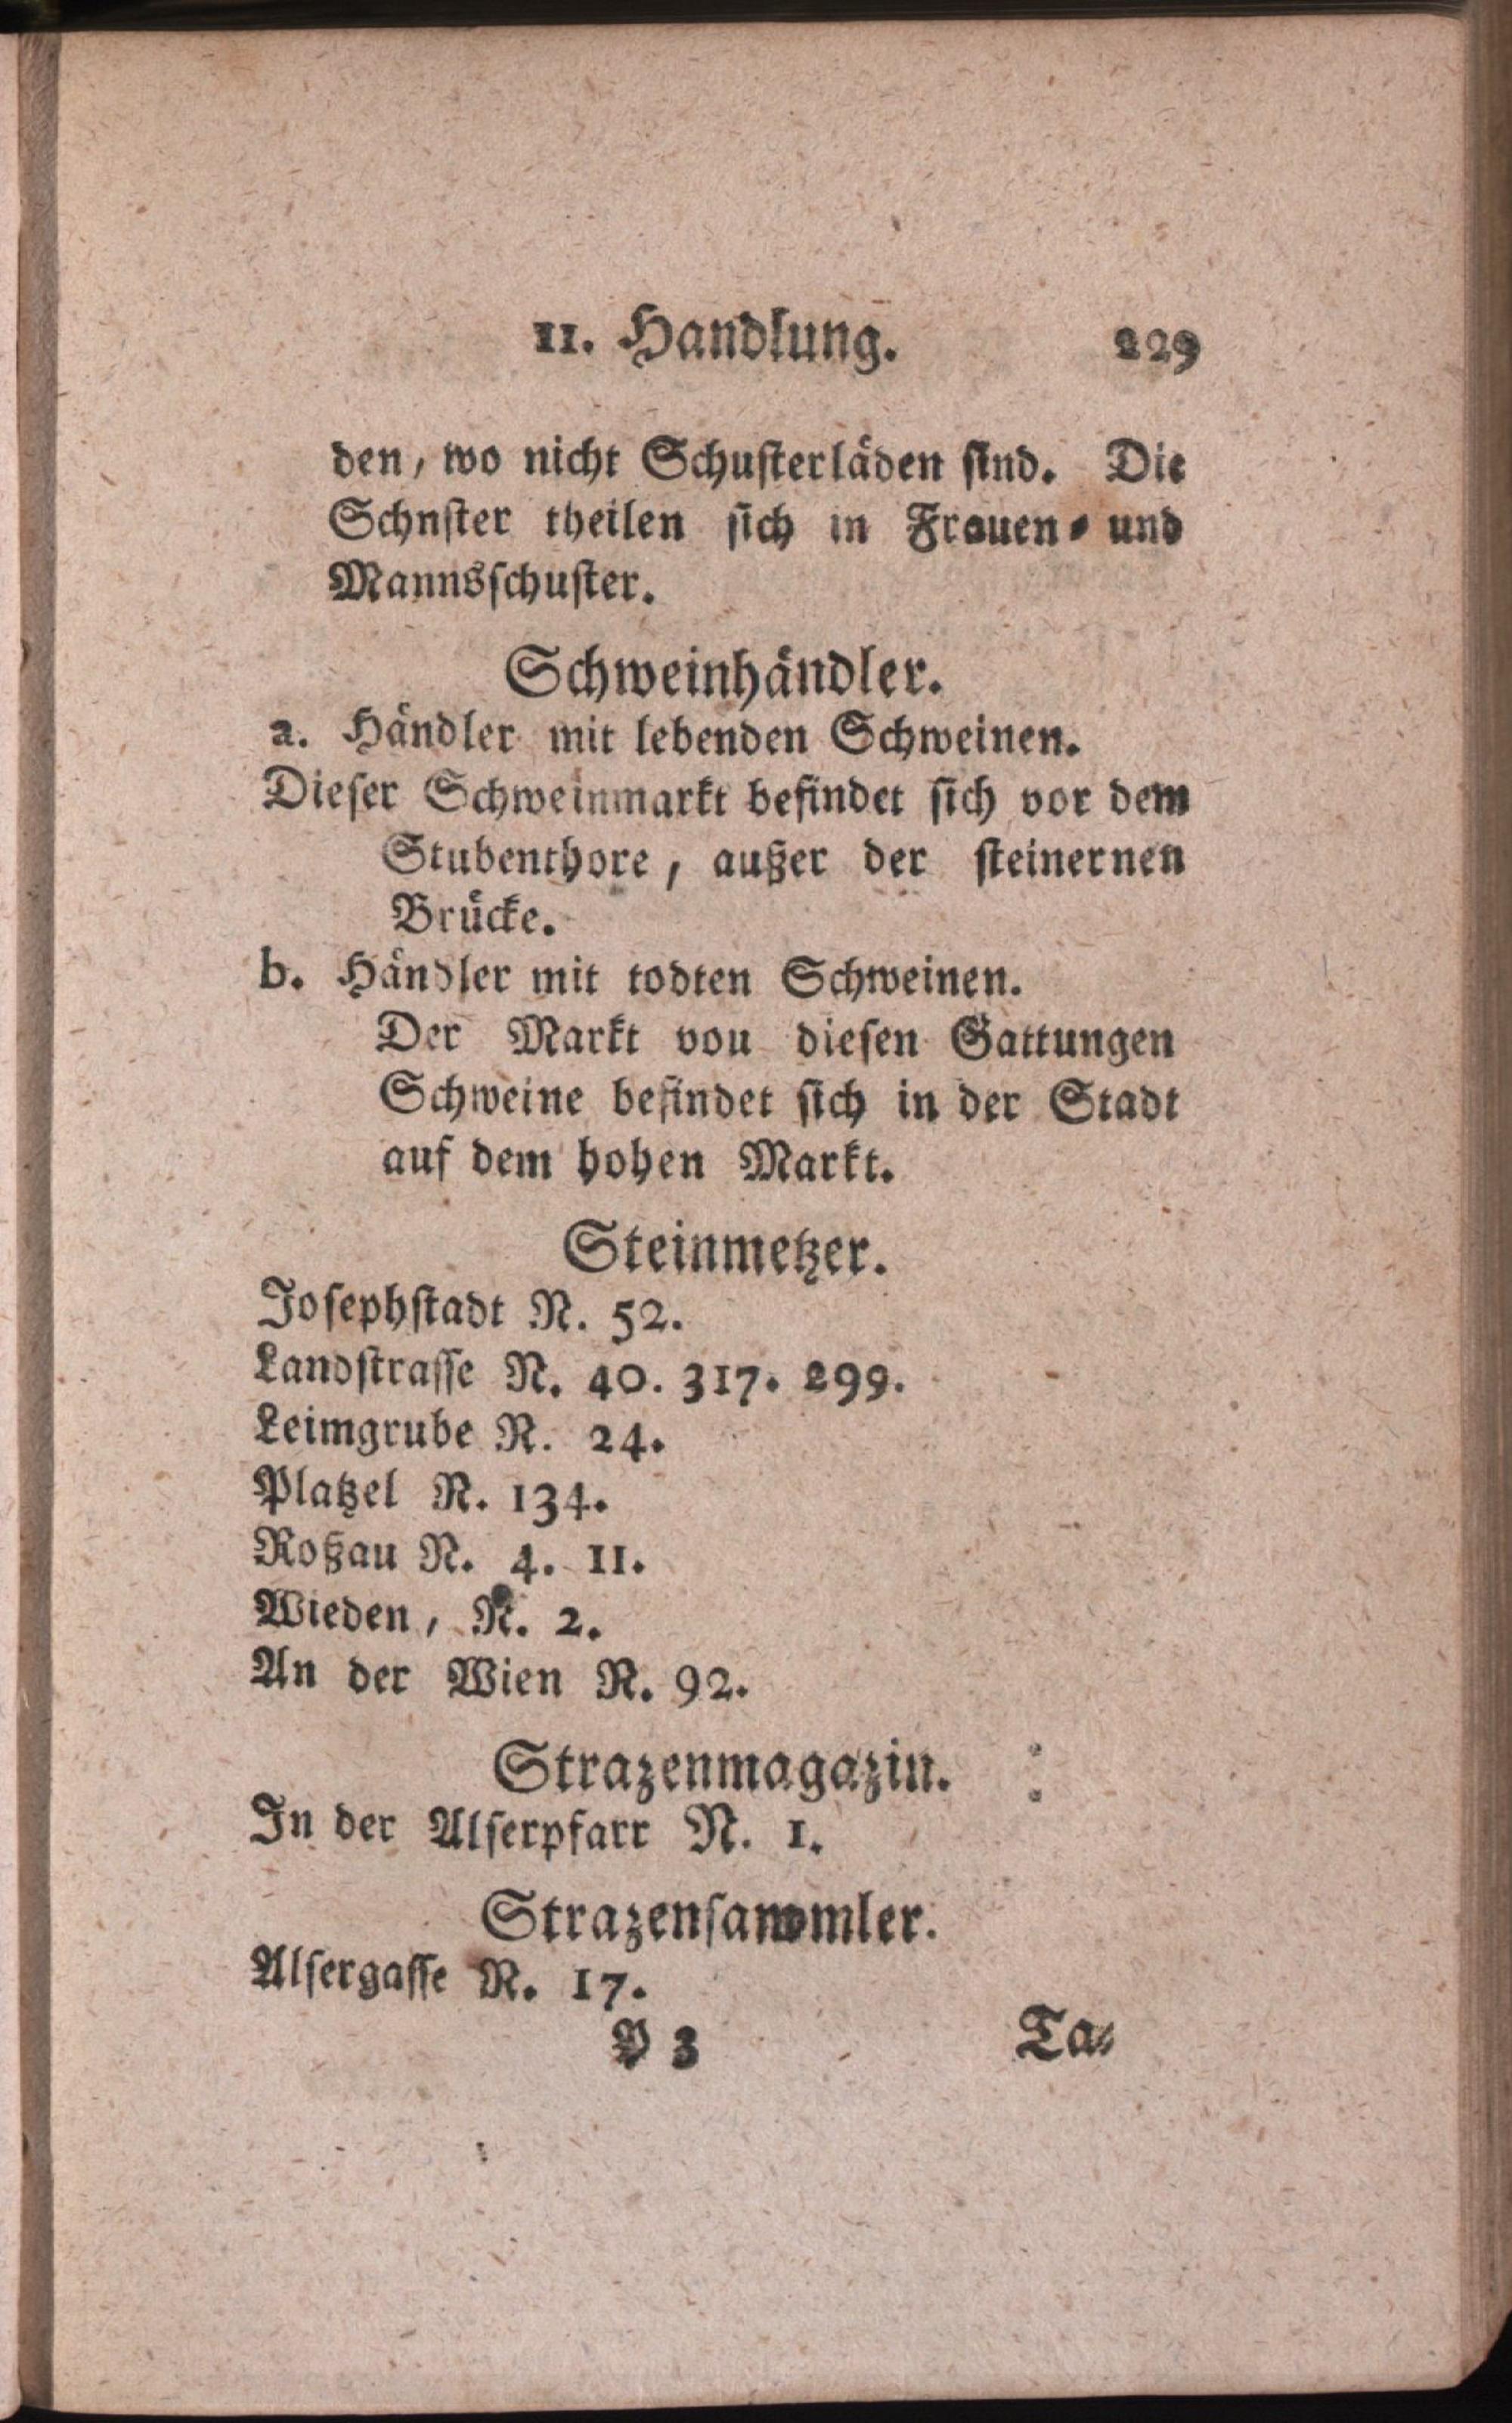 11. Handlung. 229
den, wo nicht Schusterläden sind. Die
Schnster theilen sich in Frauen- und
Mannsschuster.
Schweinhändler.
a. Händler mit lebenden Schweinen.
Dieser Schweinmarkt befindet sich vor dem
Stubenthore, außer der steinernen
Brücke.
b. Händler mit todten Schweinen.
Der Markt vou diesen Gattungen
Schweine befindet sich in der Stadt
auf dem hohen Markt.
Steinmetzer.
Josephstadt N. 52.
Landstrasse N. 40. 317. 299.
Leimgrube N. 24.
Platzel N. 134.
Roßau N. 4. 11.
Wieden, N. 2.
An der Wien N. 92.
Strazenmagazin.
In der Alserpfarr N. 1.
Strazensammler.
Alsergasse N. 17.
P 3 Ta-